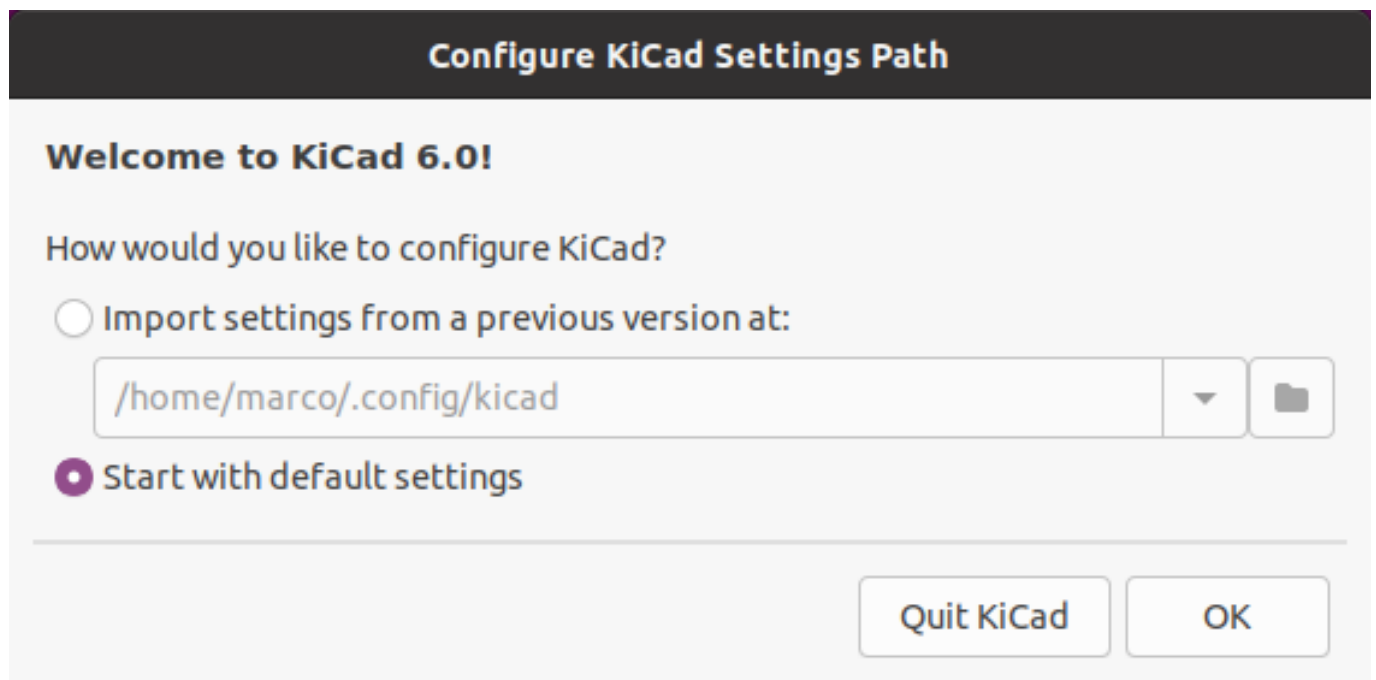 Configure KiCad Settings Path
Welcome to KiCad 6.0!
How would you like to configure KiCad?
Import settings from a previous version at:
/home/marco/.config/kicad
Start with default settings
Quit KiCad OK